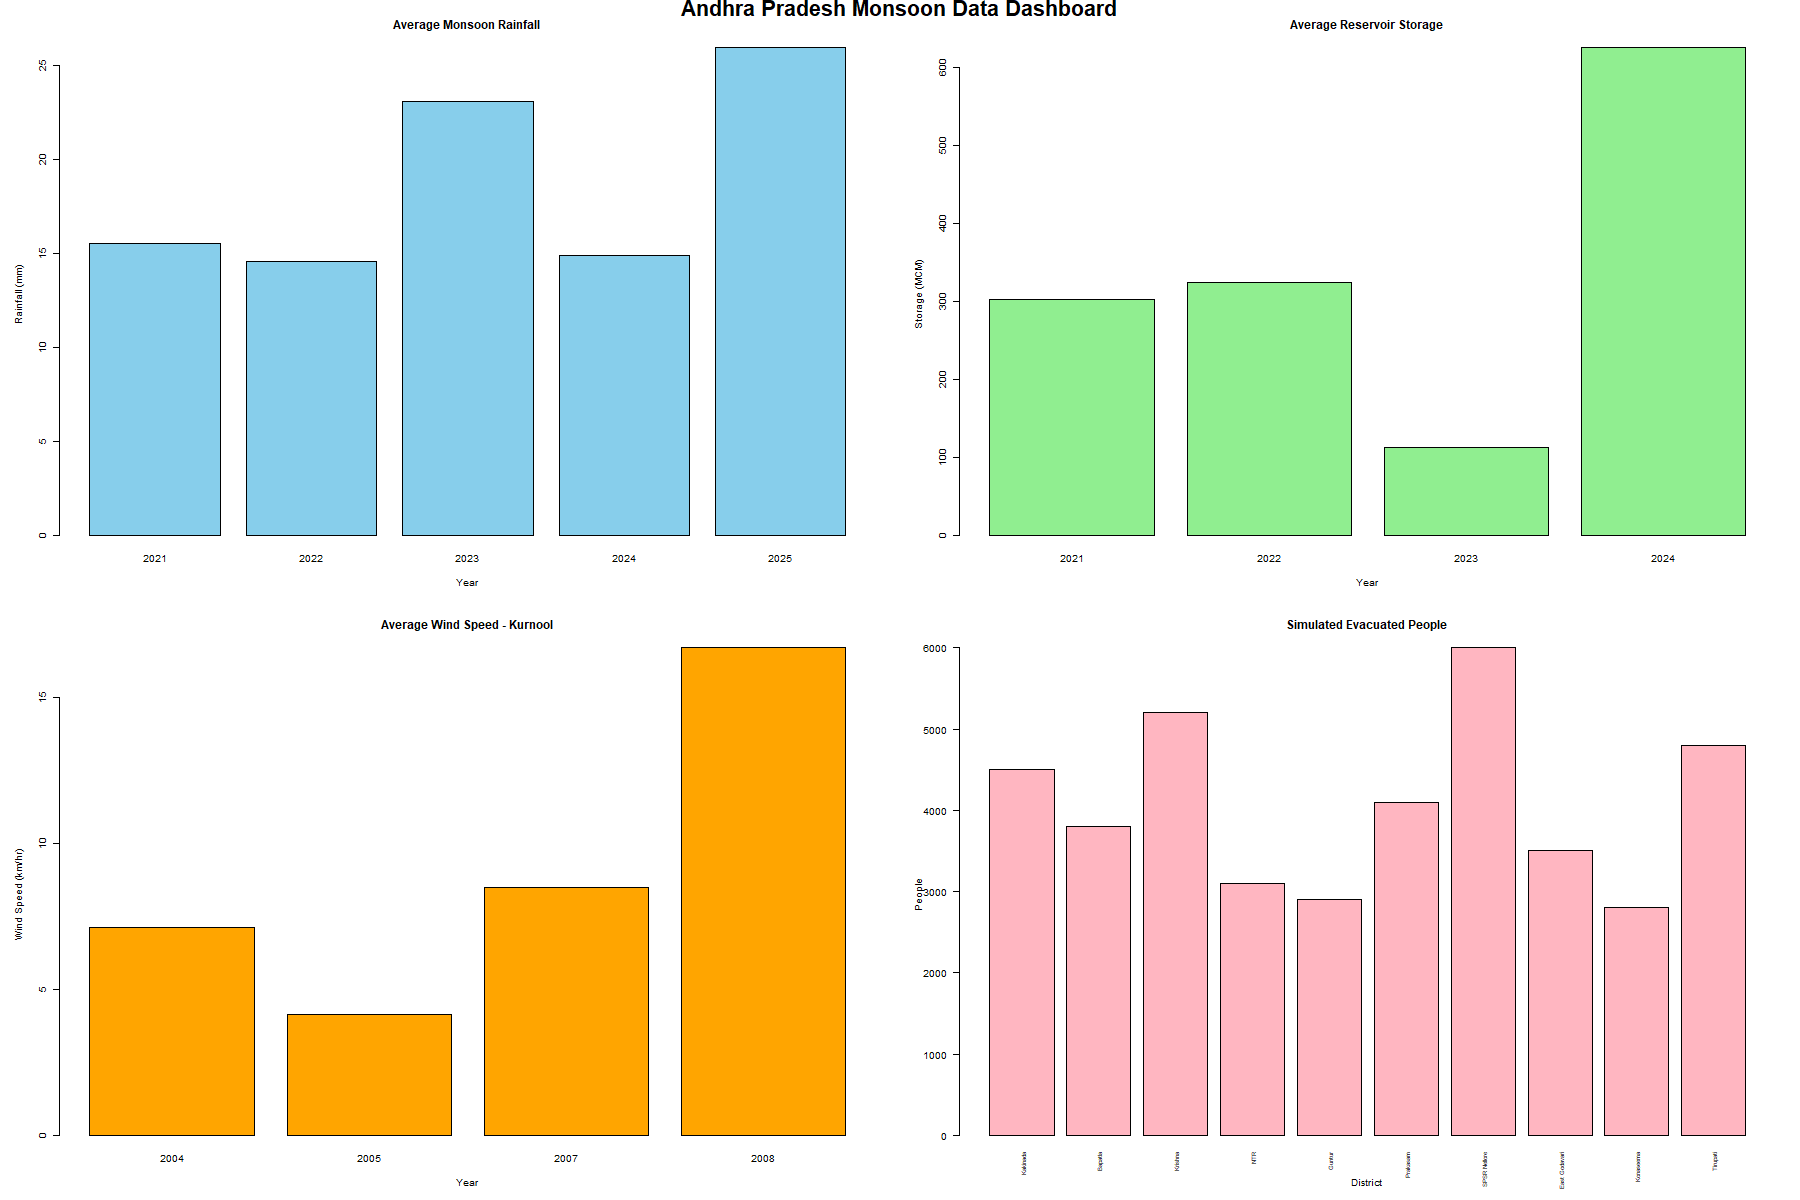 Andhra Pradesh Monsoon Data Dashboard
Average Monsoon Rainfall
Rainfall (mm)
25
20
15
10
5
0
2021 2022 2023 2024 2025
Year
Average Reservoir Storage
Storage (MCM)
600
500
400
300
200
100
0
2021 2022 2023 2024
Year
Average Wind Speed - Kurnool
Wind Speed (km/hr)
15
10
5
0
2004 2005 2007 2008
Year
Simulated Evacuated People
People
6000
5000
4000
3000
2000
1000
0
Kakinada Bapatla Krishna NTR Guntur Prakasam SPSR Nellore East Godavari Konaseema Tirupati
District